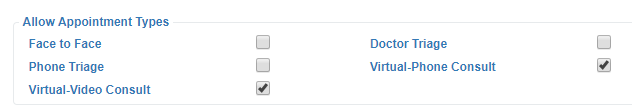 Allow Appointment Types
Face to Face
Doctor Triage
Phone Triage
Virtual-Phone Consult
Virtual-Video Consult